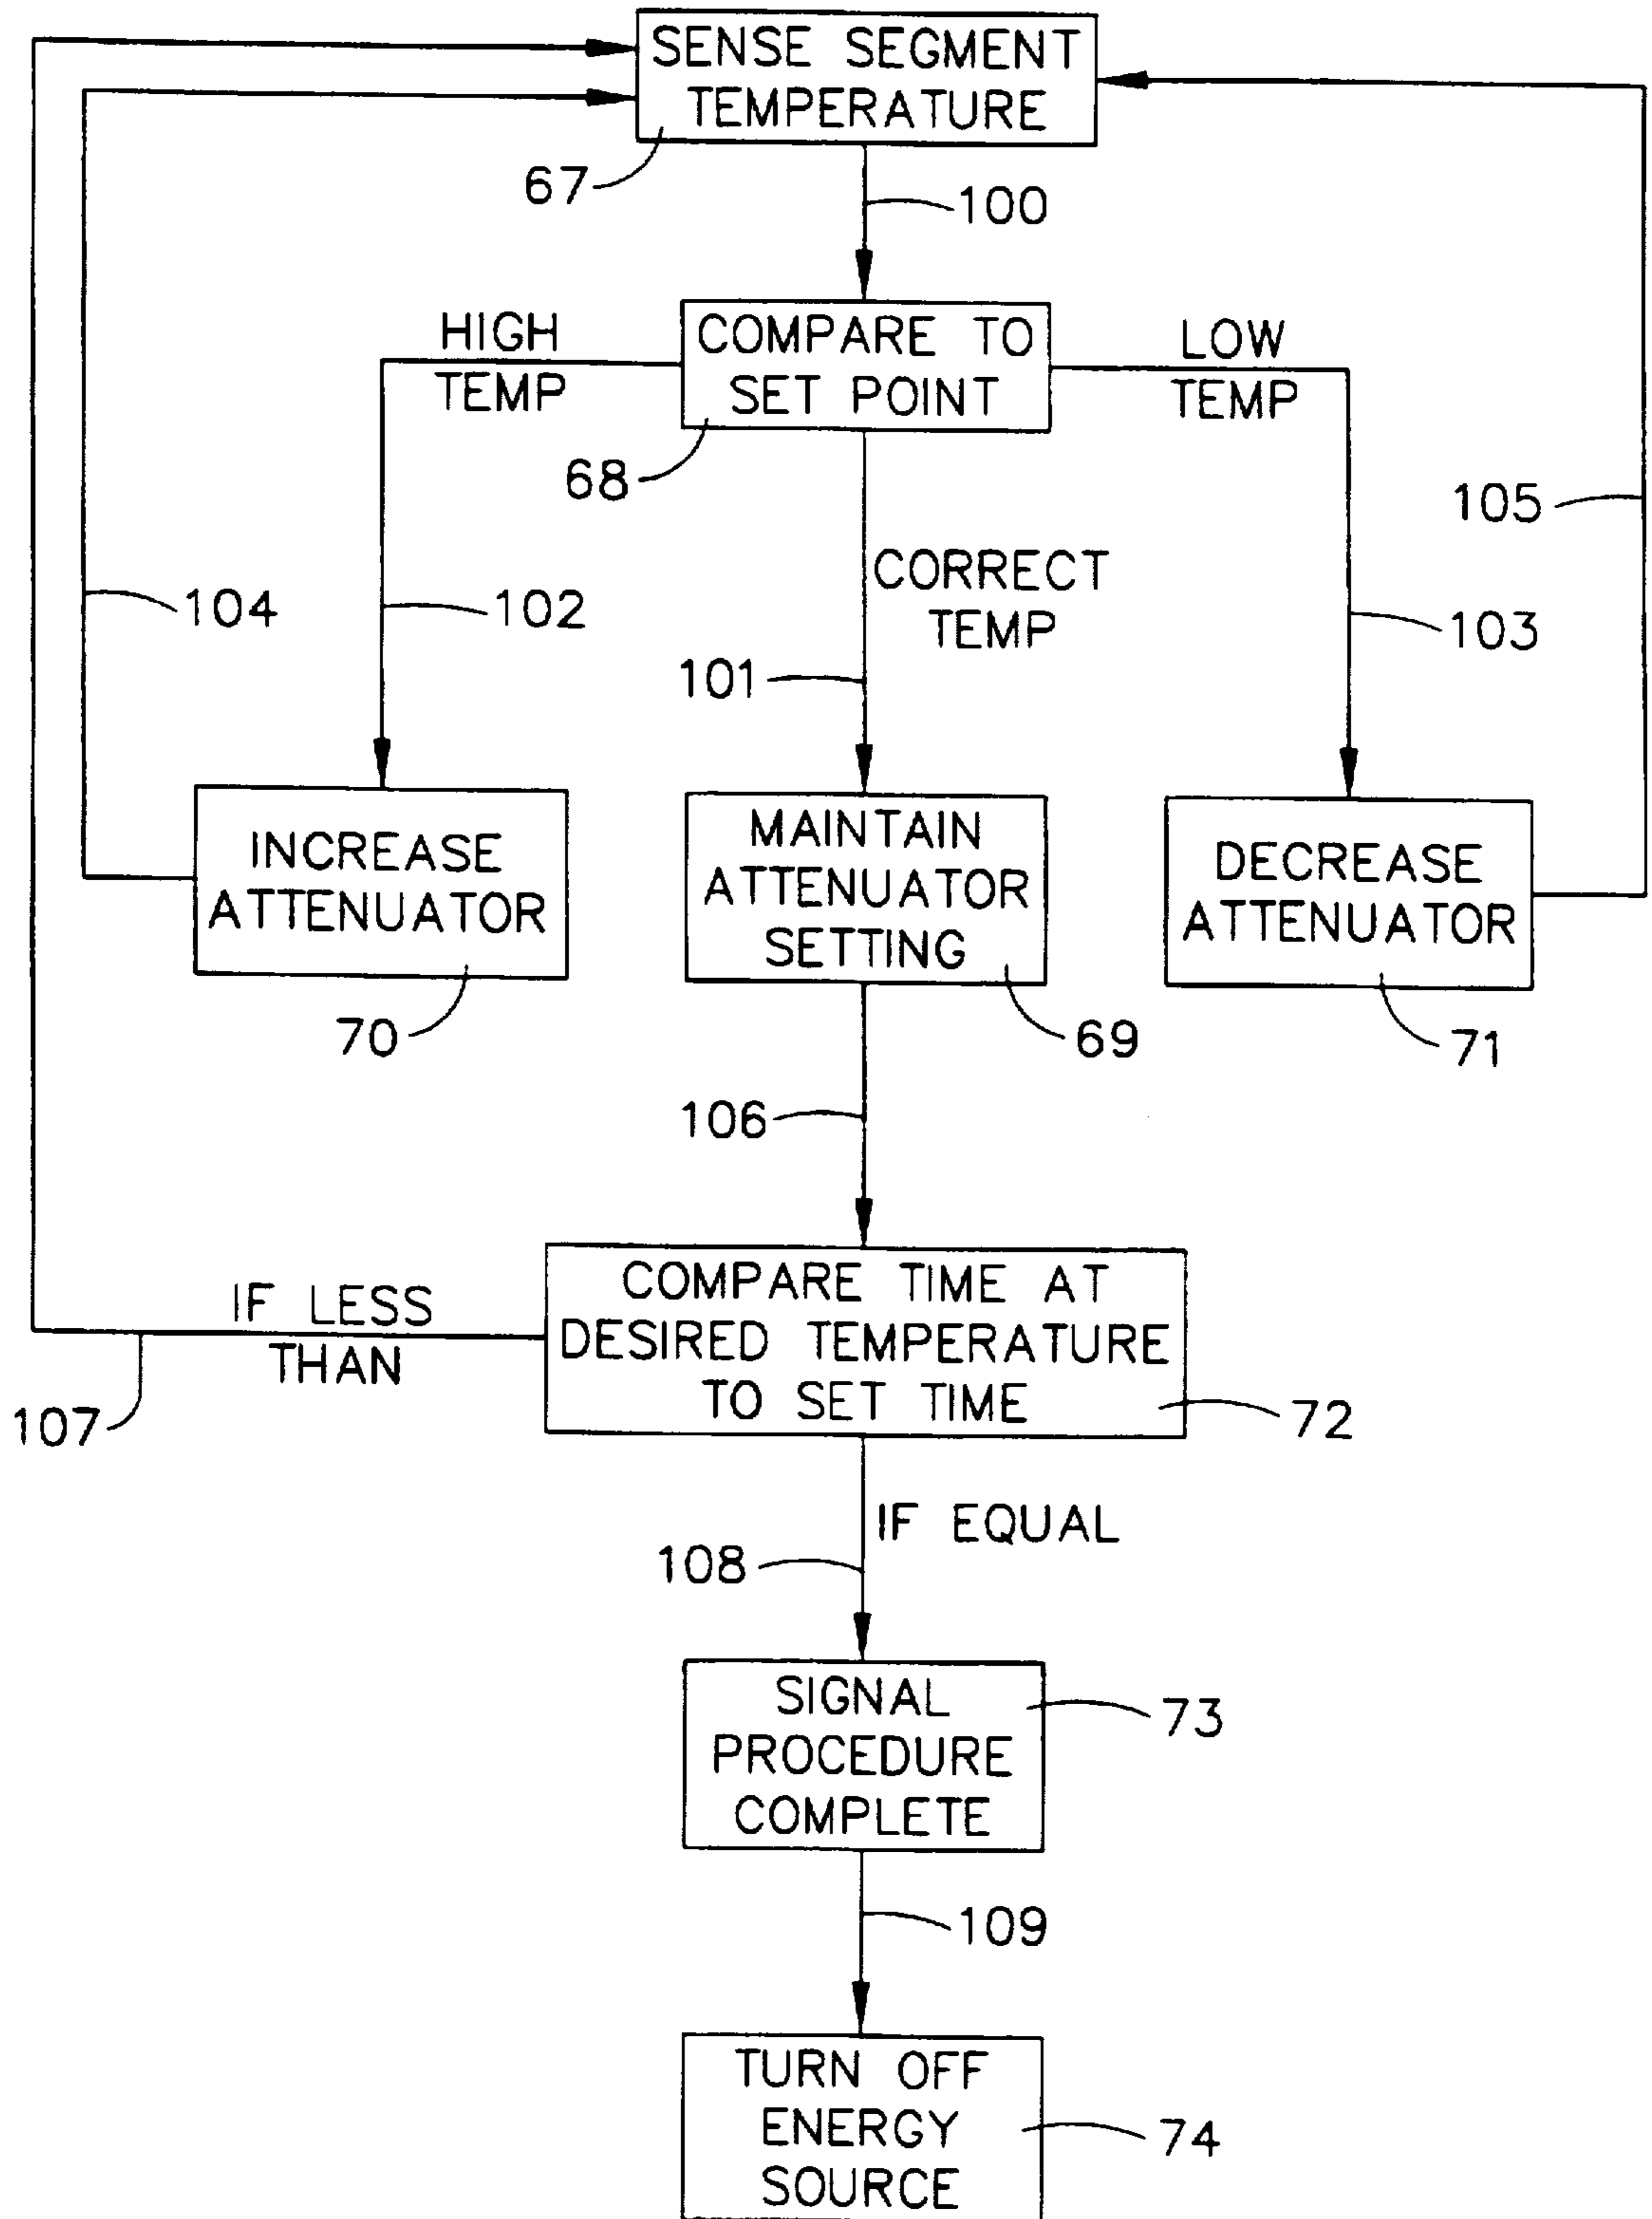 SENSE SEGMENT
TEMPERATURE
67
100
HIGH
TEMP
COMPARE TO
SET POINT
LOW
TEMP
68
105
CORRECT
TEMP
104
102
103
101
INCREASE
ATTENUATOR
MAINTAIN
ATTENUATOR
SETTING
DECREASE
ATTENUATOR
70
69
71
106
IF LESS
THAN
COMPARE TIME AT
DESIRED TEMPERATURE
TO SET TIME
107
72
IF EQUAL
108
SIGNAL
PROCEDURE
COMPLETE
73
109
TURN OFF
ENERGY
SOURCE
74